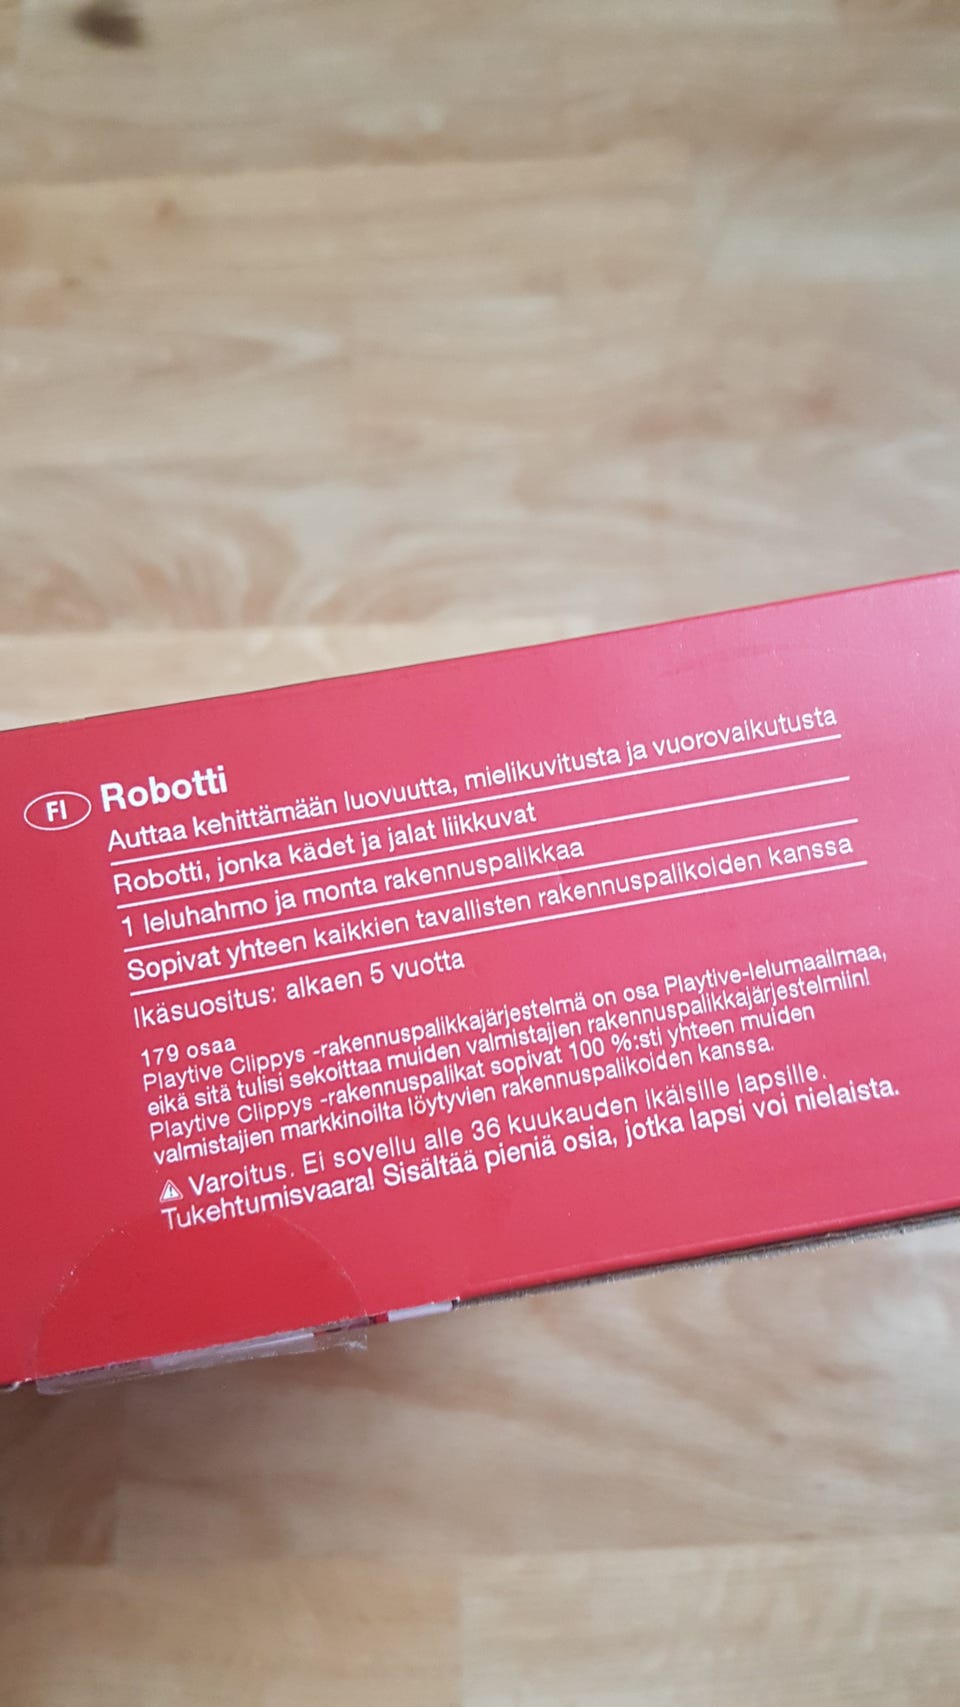 FI Robotti
Auttaa kehittämään luovuutta, mielikuvitusta ja vuorovaikutusta
Robotti, jonka kädet ja jalat liikkuvat
1 leluhahmo ja monta rakennuspalikkaa
Sopivat yhteen kaikkien tavallisten rakennuspalikoiden kanssa
Ikäsuositus: alkaen 5 vuotta
179 osaa
Playtive Clippys -rakennuspalikkajärjestelmä on osa Playtive-lelumaailmaa,
eikä sitä tulisi sekoittaa muiden valmistajien rakennuspalikkajärjestelmiin!
Playtive Clippys -rakennuspalikat sopivat 100 %:sti yhteen muiden
valmistajien markkinoilta löytyvien rakennuspalikoiden kanssa.
Varoitus. Ei sovellu alle 36 kuukauden ikäisille lapsille.
Tukehtumisvaara! Sisältää pieniä osia, jotka lapsi voi nielaista.